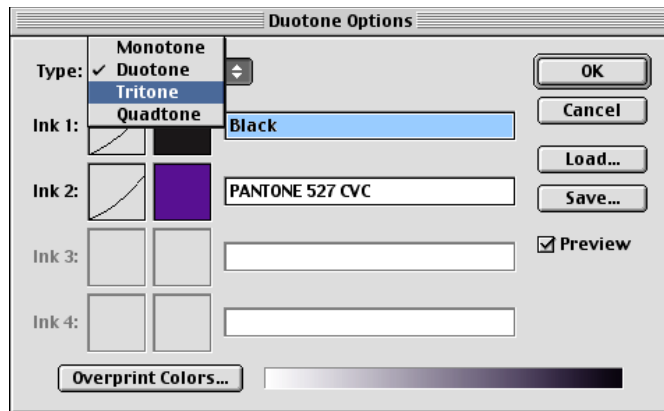 Duotone Options
Monotone
Type: ✓ Duotone
Tritone
Quadtone
OK
Cancel
Load...
Save...
Preview
Ink 1: Black
Ink 2: PANTONE 527 CVC
Ink 3:
Ink 4:
Overprint Colors...